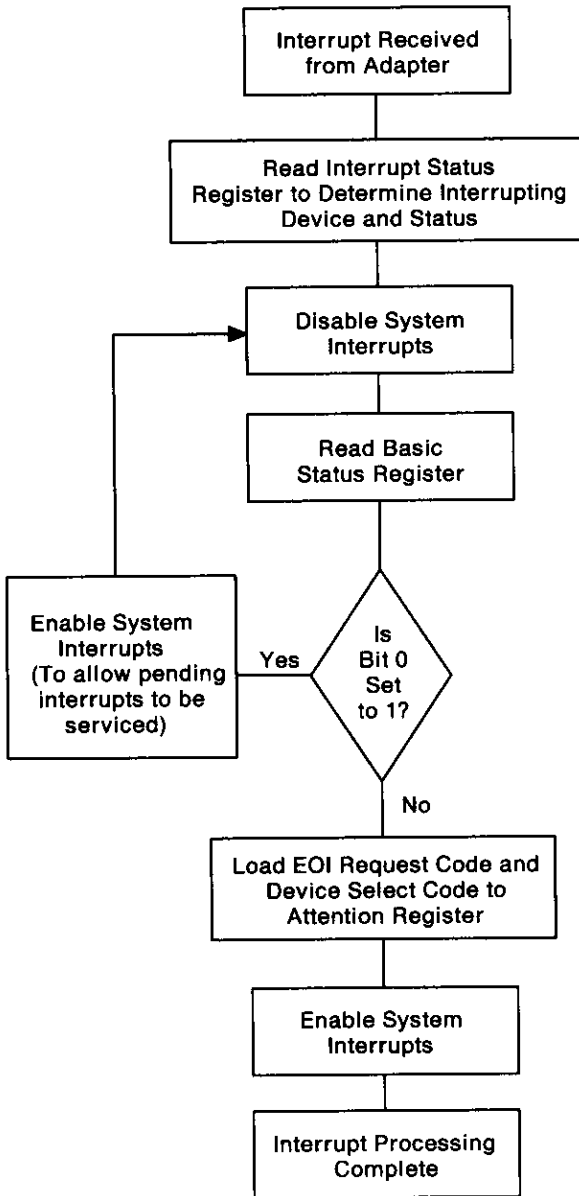 Interrupt Received
from Adapter
Read Interrupt Status
Register to Determine Interrupting
Device and Status
Disable System
Interrupts
Read Basic
Status Register
Enable System
Interrupts
(To allow pending
interrupts to be
serviced)
Yes
Is
Bit 0
Set
to 1?
No
Load EOI Request Code and
Device Select Code to
Attention Register
Enable System
Interrupts
Interrupt Processing
Complete